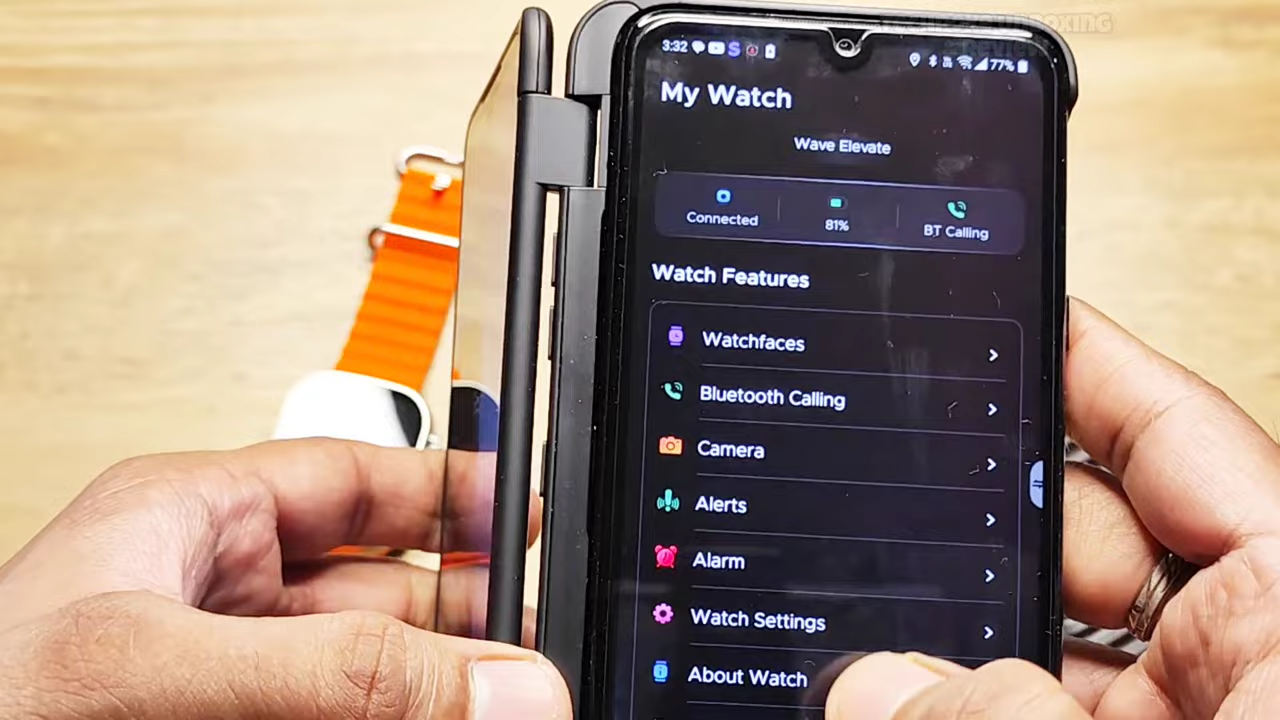 3:32
77%
My Watch
Wave Elevate
Connected
81%
BT Calling
Watch Features
Watchfaces
Bluetooth Calling
Camera
Alerts
Alarm
Watch Settings
About Watch